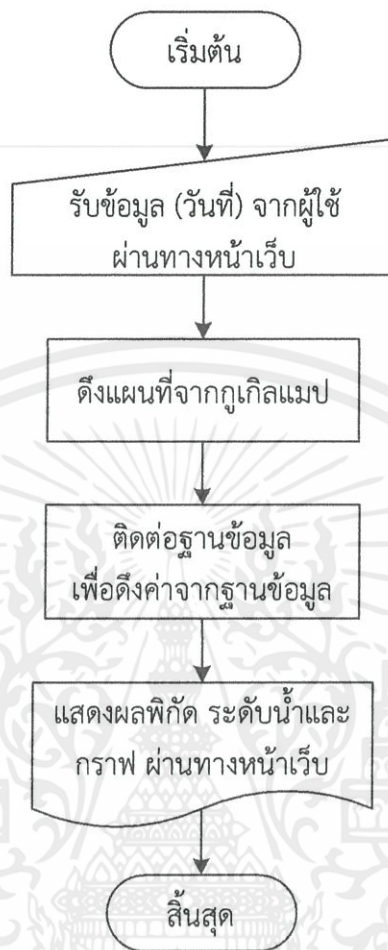 เริ่มต้น
รับข้อมูล (วันที่) จากผู้ใช้
ผ่านทางหน้าเว็บ
ดึงแผนที่จากกูเกิลแมป
ติดต่อฐานข้อมูล
เพื่อดึงค่าจากฐานข้อมูล
แสดงผลพิกัด ระดับน้ำและ
กราฟ ผ่านทางหน้าเว็บ
สิ้นสุด